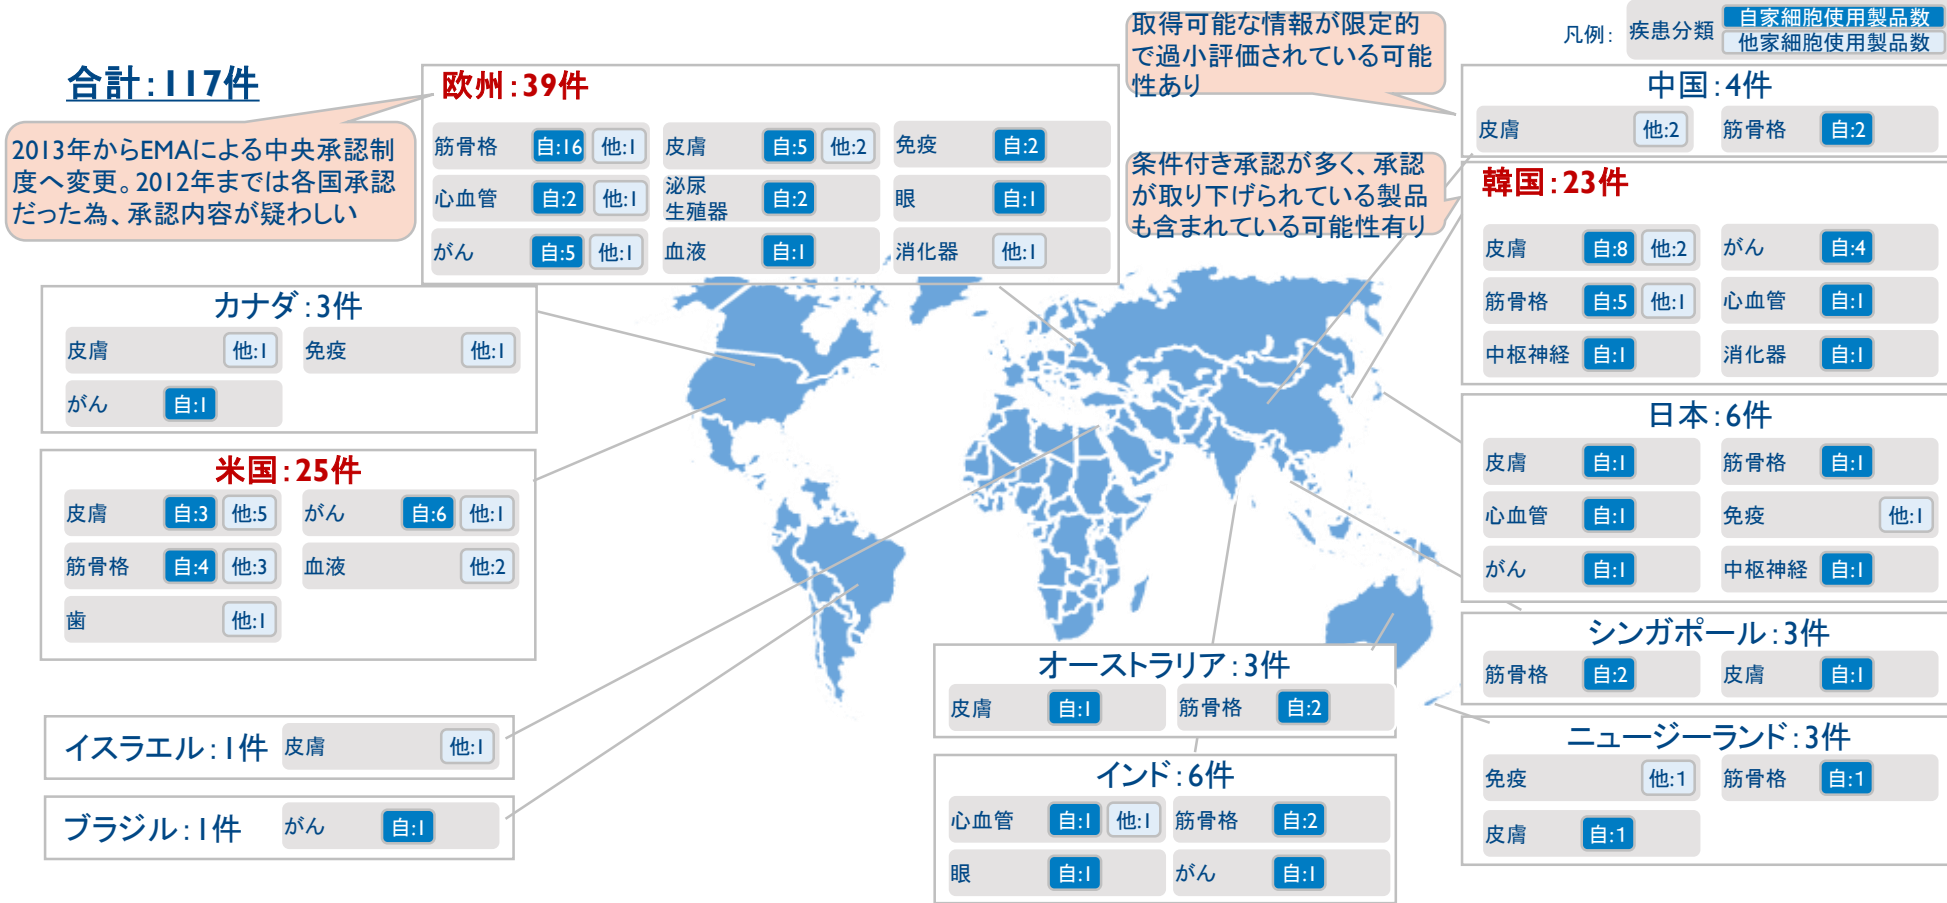 凡例:
疾患分類
自家細胞使用製品数
他家細胞使用製品数
合計:117件
2013年からEMAによる中央承認制
度へ変更。2012年までは各国承認
だった為、承認内容が疑わしい
欧州:39件
筋骨格 自:16 他:1
皮膚 自:5 他:2
免疫 自:2
心血管 自:2 他:1
泌尿
生殖器 自:2
眼 自:1
がん 自:5 他:1
血液 自:1
消化器 他:1
取得可能な情報が限定的
で過小評価されている可能
性あり
条件付き承認が多く、承認
が取り下げられている製品
も含まれている可能性有り
中国:4件
皮膚 他:2
筋骨格 自:2
韓国:23件
皮膚 自:8 他:2
がん 自:4
筋骨格 自:5 他:1
心血管 自:1
中枢神経 自:1
消化器 自:1
カナダ:3件
皮膚 他:1
免疫 他:1
がん 自:1
米国:25件
皮膚 自:3 他:5
がん 自:6 他:1
筋骨格 自:4 他:3
血液 他:2
歯 他:1
日本:6件
皮膚 自:1
筋骨格 自:1
心血管 自:1
免疫 他:1
がん 自:1
中枢神経 自:1
シンガポール:3件
筋骨格 自:2
皮膚 自:1
オーストラリア:3件
皮膚 自:1
筋骨格 自:2
ニュージーランド:3件
免疫 他:1
筋骨格 自:1
皮膚 自:1
イスラエル:1件
皮膚 他:1
ブラジル:1件
がん 自:1
インド:6件
心血管 自:1 他:1
筋骨格 自:2
眼 自:1
がん 自:1